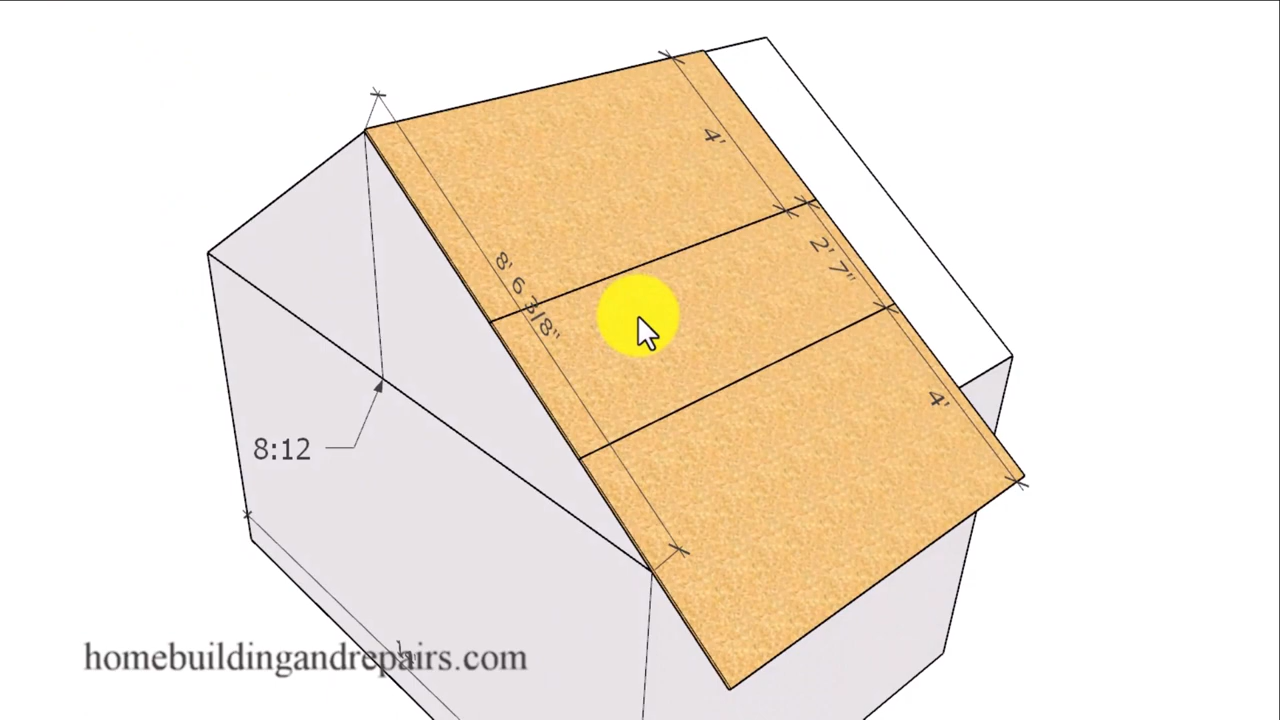 4'
2' 7"
8' 6 3/8"
4'
8:12
homebuildingandrepairs.com